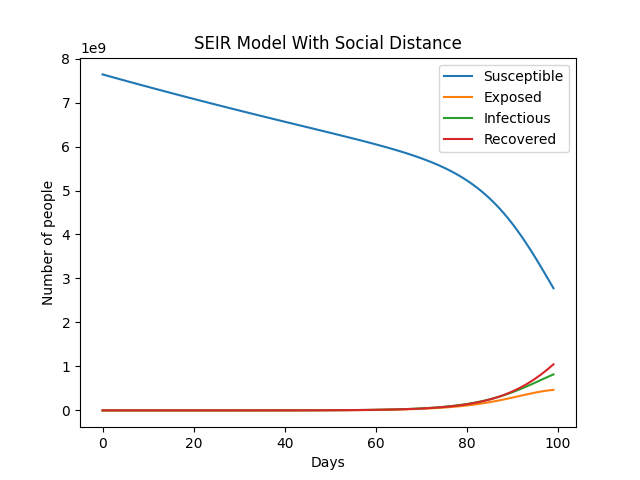 SEIR Model With Social Distance
1e9
8
7
6
5
4
3
2
1
0
Number of people
Susceptible
Exposed
Infectious
Recovered
0 20 40 60 80 100
Days